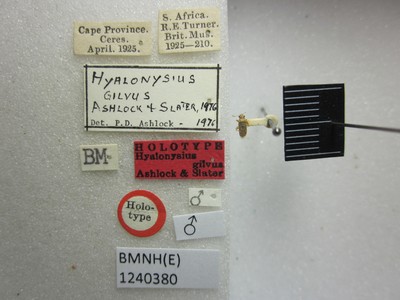 Cape Province.
Ceres.
April. 1925.
S. Africa.
R.E. Turner.
Brit. Mus.
1925—210.
HYALONYSIUS
GILVUS
ASHLOCK & SLATER, 1976
Det. P.D. Ashlock - 1976
BM
HOLOTYPE
Hyalonysius
gilvus
Ashlock & Slater
Holo-
type
♂
♂
BMNH(E)
1240380